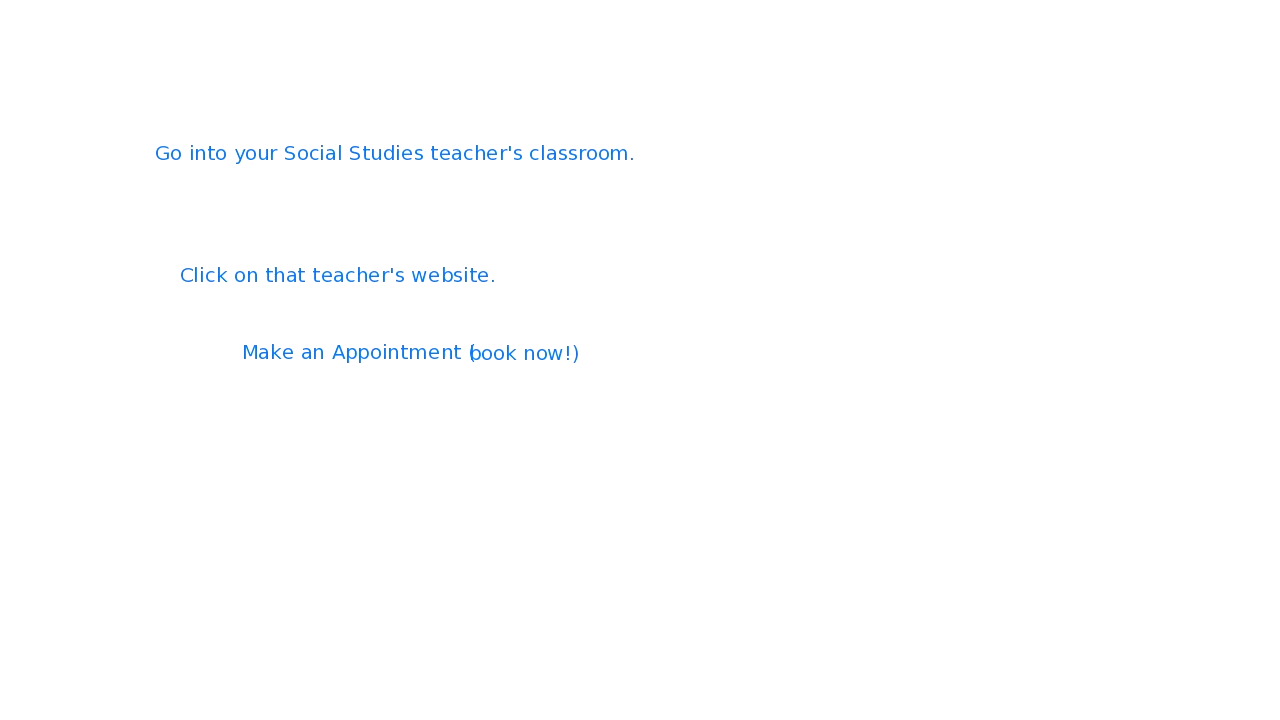 Go into your Social Studies teacher's classroom.
Click on that teacher's website.
Make an Appointment (book now!)